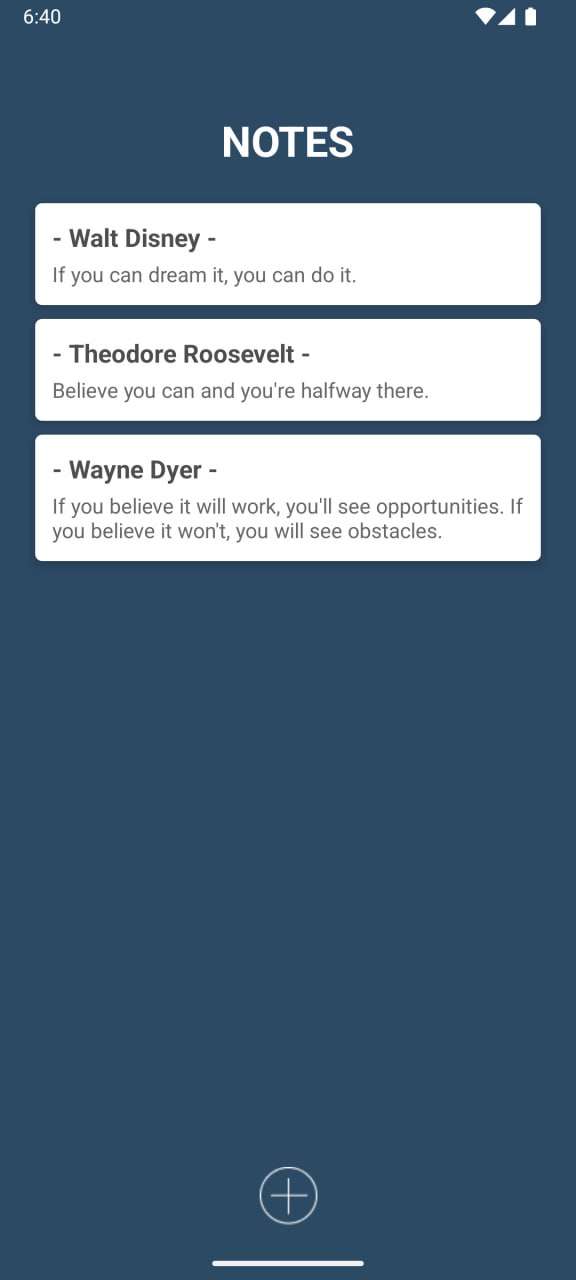 6:40
NOTES
- Walt Disney -
If you can dream it, you can do it.
- Theodore Roosevelt -
Believe you can and you're halfway there.
- Wayne Dyer -
If you believe it will work, you'll see opportunities. If
you believe it won't, you will see obstacles.